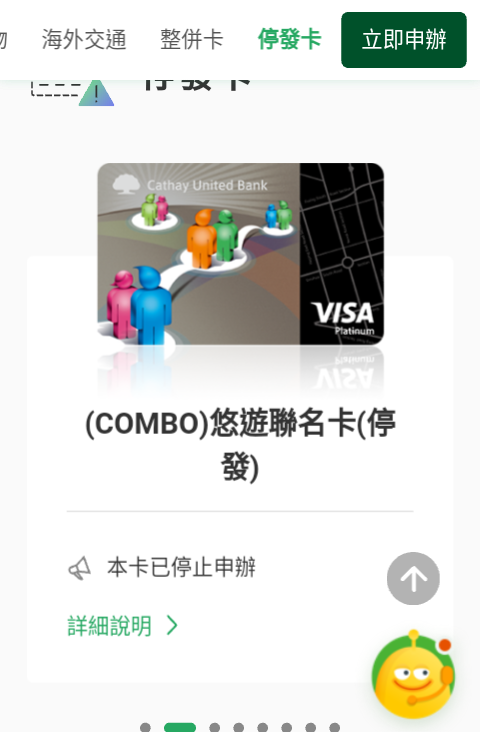 物 海外交通 整併卡 停發卡 立即申辦
停發卡
Cathay United Bank
VISA
Platinum
(COMBO)悠遊聯名卡(停
發)
本卡已停止申辦
詳細說明